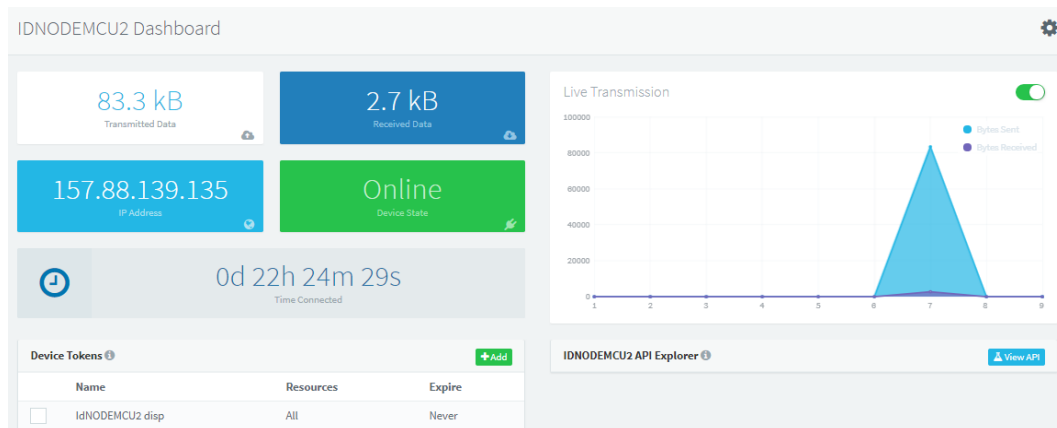 IDNODEMCU2 Dashboard
83.3 kB
Transmitted Data
2.7 kB
Received Data
157.88.139.135
IP Address
Online
Device State
0d 22h 24m 29s
Time Connected
Live Transmission
Bytes Sent
Bytes Received
100000
80000
60000
40000
20000
0
1 2 3 4 5 6 7 8 9
Device Tokens
Add
Name Resources Expire
IdNODEMCU2 disp All Never
IDNODEMCU2 API Explorer
View API